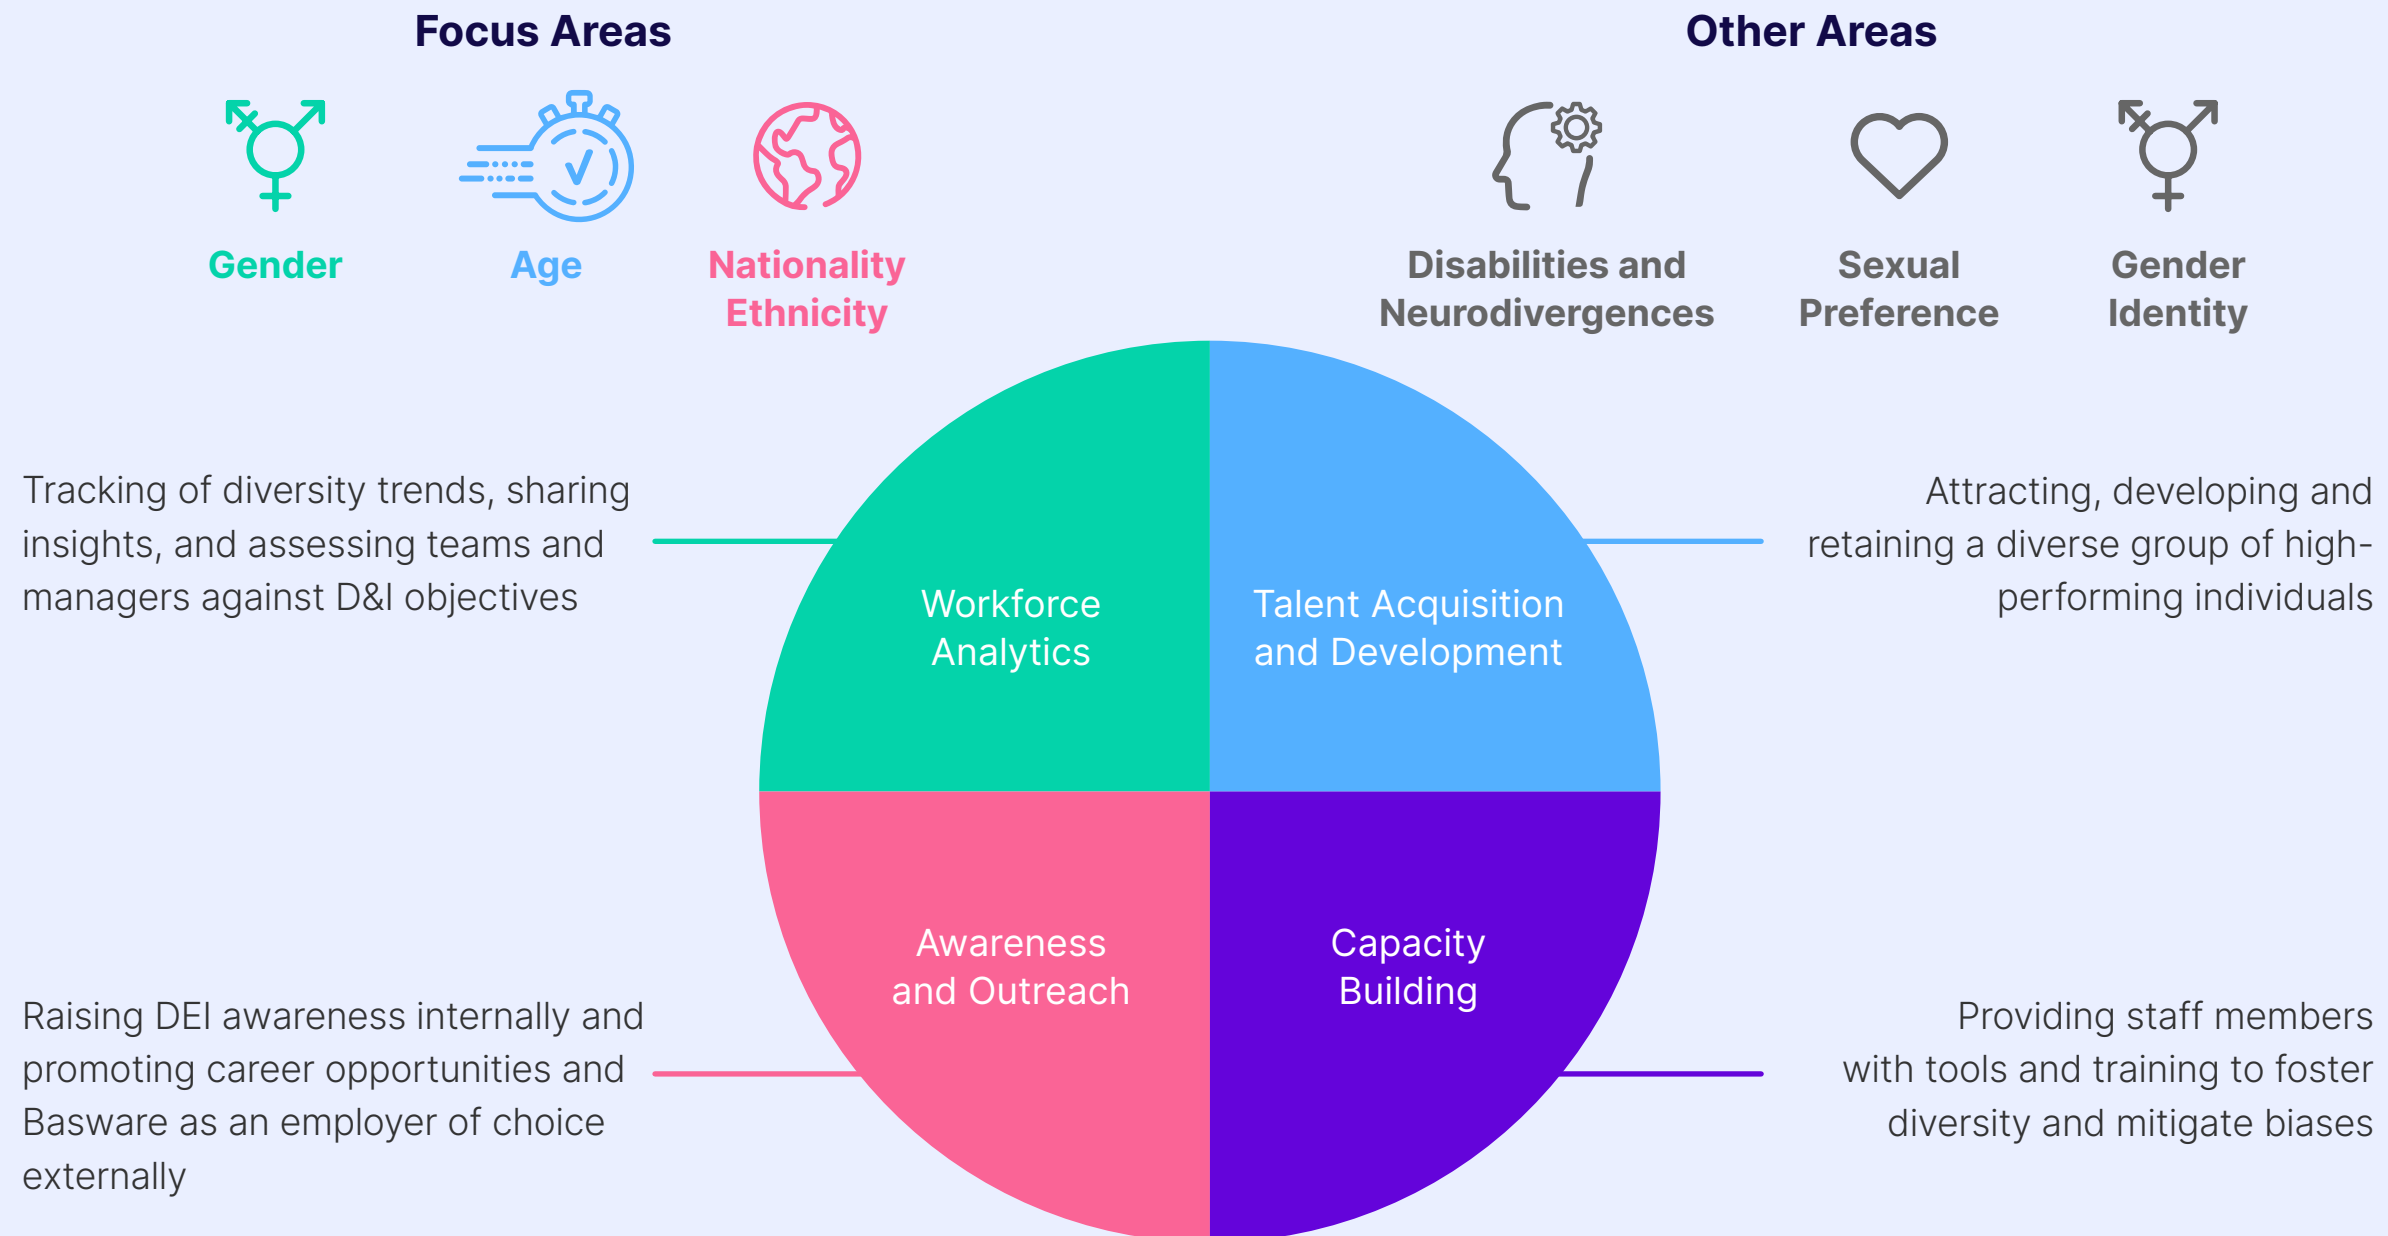 Focus Areas
Other Areas
Gender
Age
Nationality
Ethnicity
Disabilities and
Neurodivergences
Sexual
Preference
Gender
Identity
Tracking of diversity trends, sharing
insights, and assessing teams and
managers against D&I objectives
Workforce
Analytics
Talent Acquisition
and Development
Attracting, developing and
retaining a diverse group of high-
performing individuals
Raising DEI awareness internally and
promoting career opportunities and
Basware as an employer of choice
externally
Awareness
and Outreach
Capacity
Building
Providing staff members
with tools and training to foster
diversity and mitigate biases